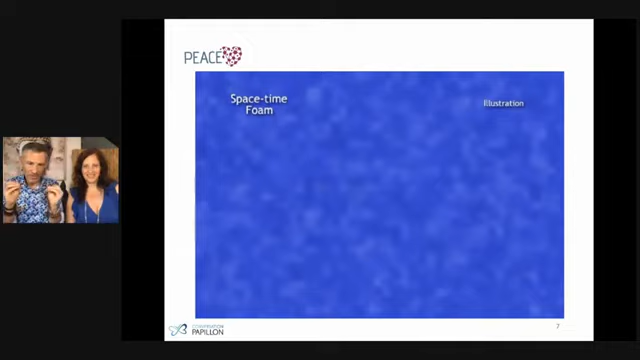 PEACE
Space-time
Foam
Illustration
PAPILLON
7